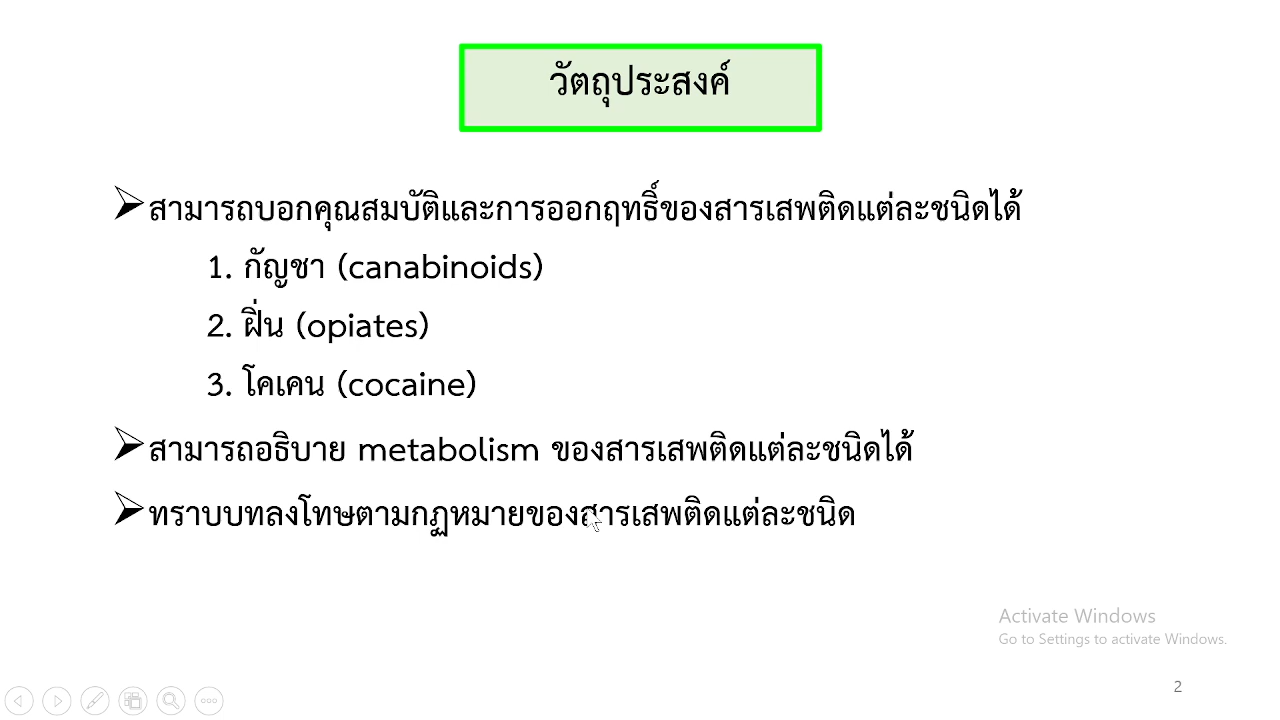 วัตถุประสงค์
➢สามารถบอกคุณสมบัติและการออกฤทธิ์ของสารเสพติดแต่ละชนิดได้
1. กัญชา (canabinoids)
2. ฝิ่น (opiates)
3. โคเคน (cocaine)
➢สามารถอธิบาย metabolism ของสารเสพติดแต่ละชนิดได้
➢ทราบบทลงโทษตามกฏหมายของสารเสพติดแต่ละชนิด
Activate Windows
Go to Settings to activate Windows.
2